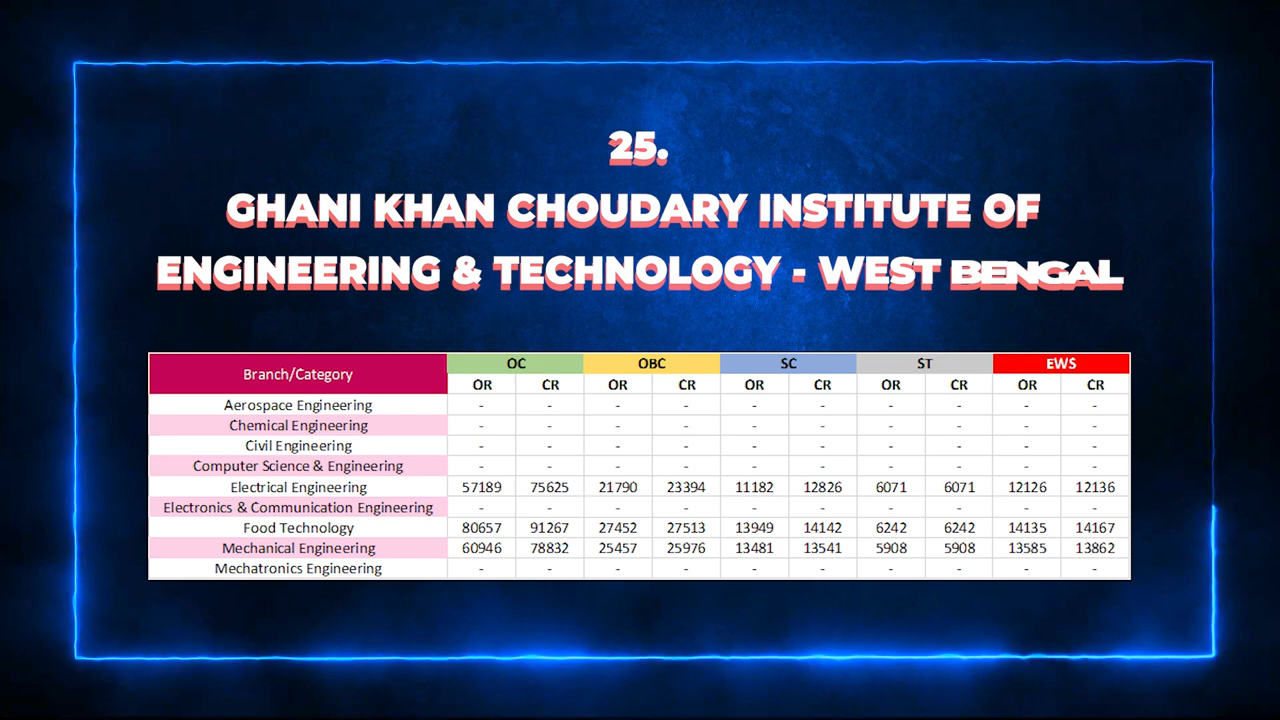 25.
GHANI KHAN CHOUDARY INSTITUTE OF
ENGINEERING & TECHNOLOGY - WEST BENGAL
Branch/Category OC OBC SC ST EWS
OR CR OR CR OR CR OR CR OR CR
Aerospace Engineering - - - - - - - - - -
Chemical Engineering - - - - - - - - - -
Civil Engineering - - - - - - - - - -
Computer Science & Engineering - - - - - - - - - -
Electrical Engineering 57189 75625 21790 23394 11182 12826 6071 6071 12126 12136
Electronics & Communication Engineering - - - - - - - - - -
Food Technology 80657 91267 27452 27513 13949 14142 6242 6242 14135 14167
Mechanical Engineering 60946 78832 25457 25976 13481 13541 5908 5908 13585 13862
Mechatronics Engineering - - - - - - - - - -